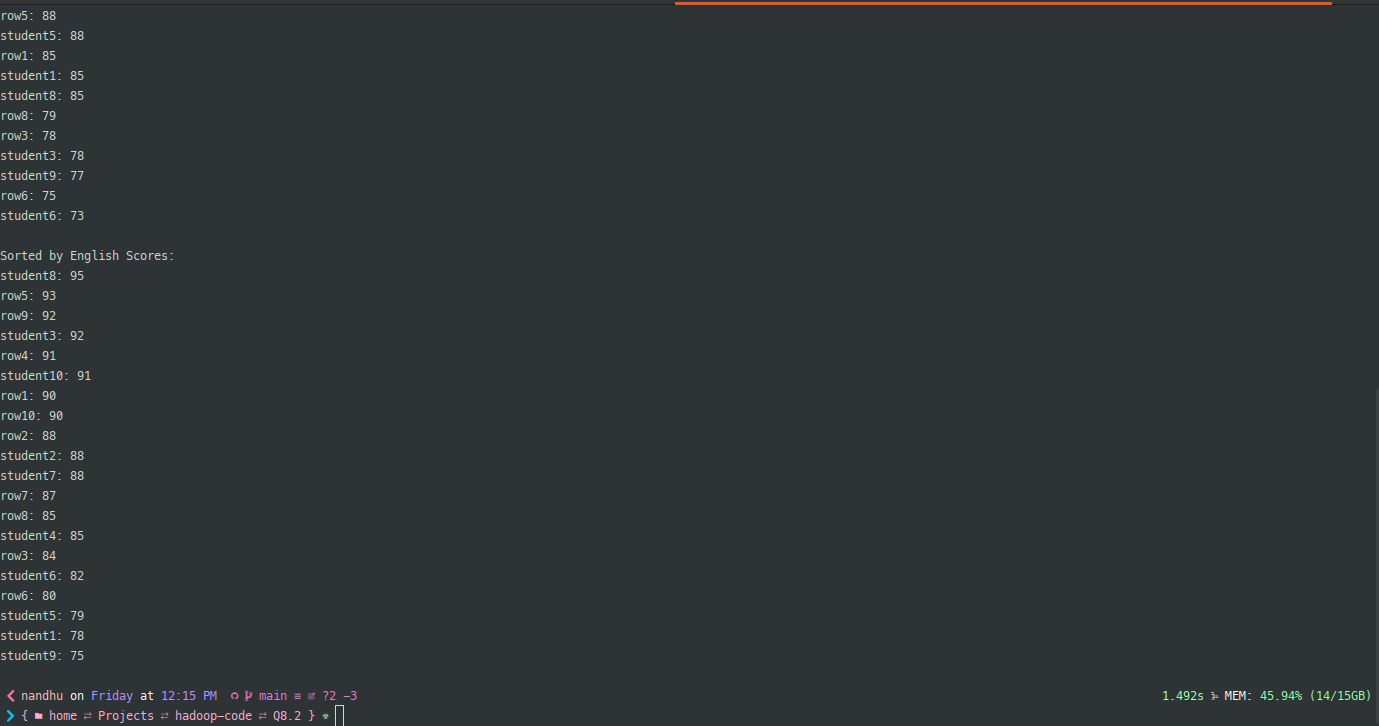 row5: 88
student5: 88
row1: 85
student1: 85
student8: 85
row8: 79
row3: 78
student3: 78
student9: 77
row6: 75
student6: 73
Sorted by English Scores:
student8: 95
row5: 93
row9: 92
student3: 92
row4: 91
student10: 91
row1: 90
row10: 90
row2: 88
student2: 88
student7: 88
row7: 87
row8: 85
student4: 85
row3: 84
student6: 82
row6: 80
student5: 79
student1: 78
student9: 75
nandhu on Friday at 12:15 PM main ≡ ?2 −3 1.492s MEM: 45.94% (14/15GB)
{ home ⇄ Projects ⇄ hadoop−code ⇄ Q8.2 }